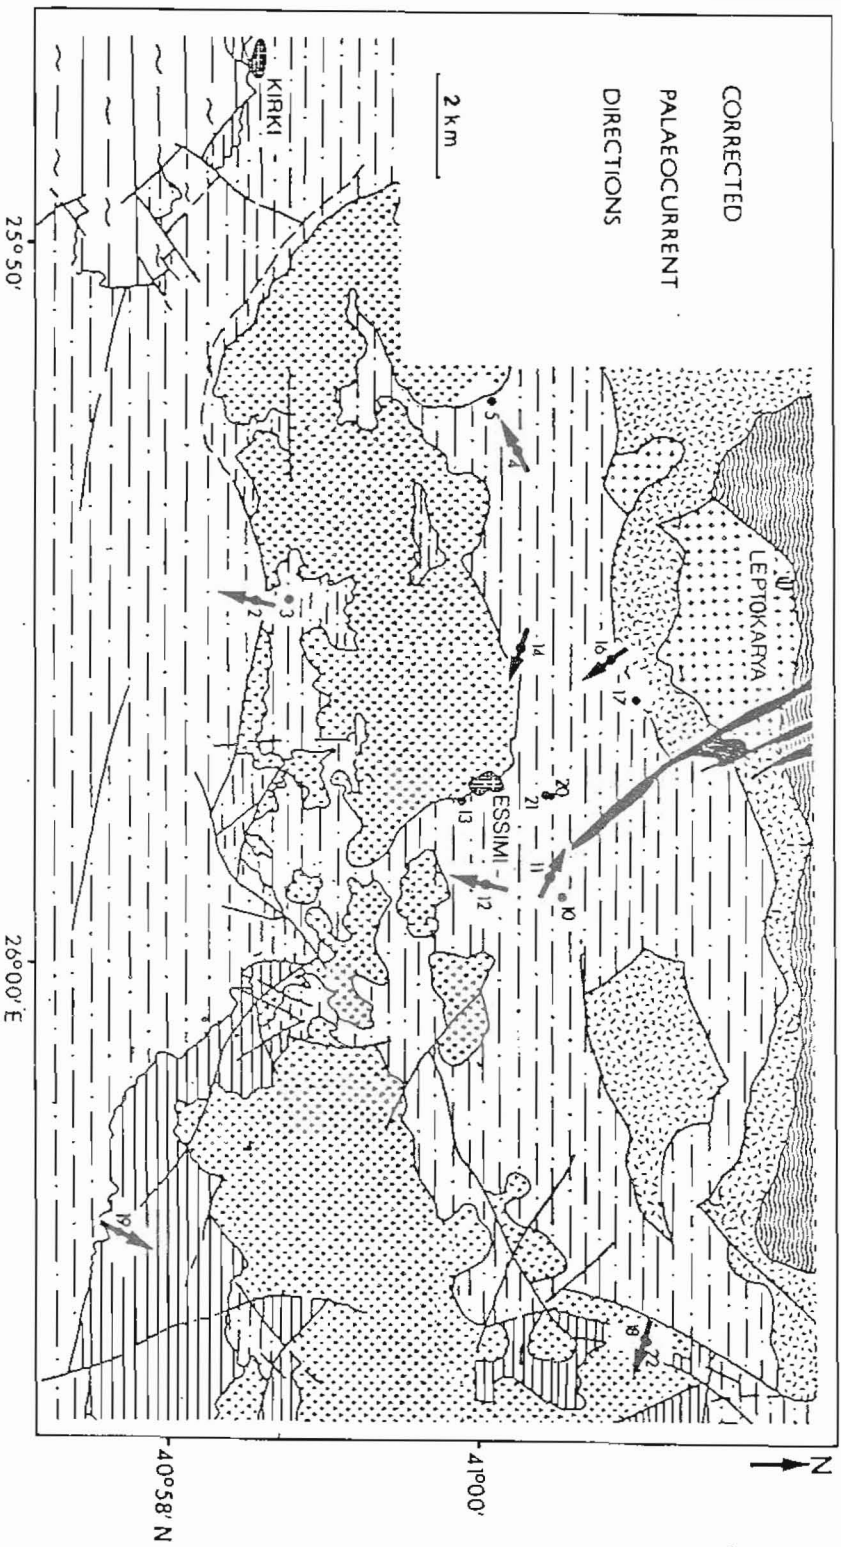 CORRECTED
PALAEOCURRENT
DIRECTIONS
2 km
KIRKI
LEPTOKARYA
ESSIMI
5
4
3
2
14
16
17
13
20
21
11
10
12
19
18
22
25°50'
26°00'E
41°00'
40°58'N
N